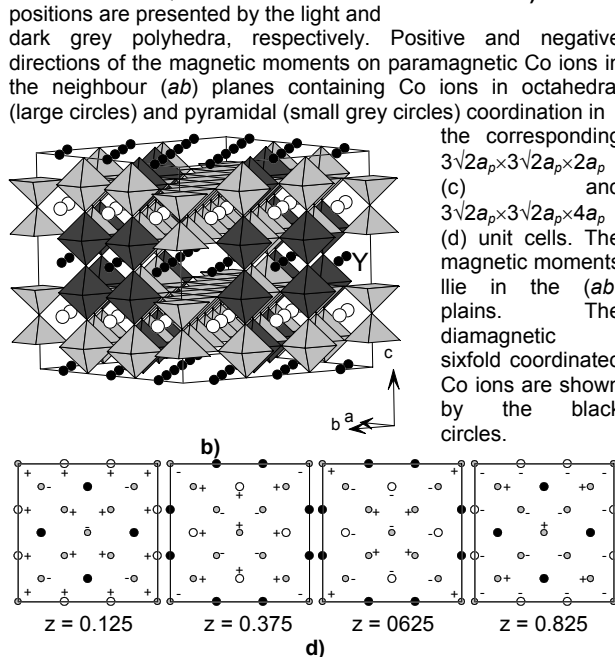 positions are presented by the light and
dark grey polyhedra, respectively. Positive and negative
directions of the magnetic moments on paramagnetic Co ions in
the neighbour (ab) planes containing Co ions in octahedra
(large circles) and pyramidal (small grey circles) coordination in
the corresponding
3√2aₚ×3√2aₚ×2aₚ
(c) and
3√2aₚ×3√2aₚ×4aₚ
(d) unit cells. The
magnetic moments
llie in the (ab
plains. The
diamagnetic
sixfold coordinated
Co ions are shown
by the black
circles.
Y
c
b a
b)
z = 0.125 z = 0.375 z = 0625 z = 0.825
d)